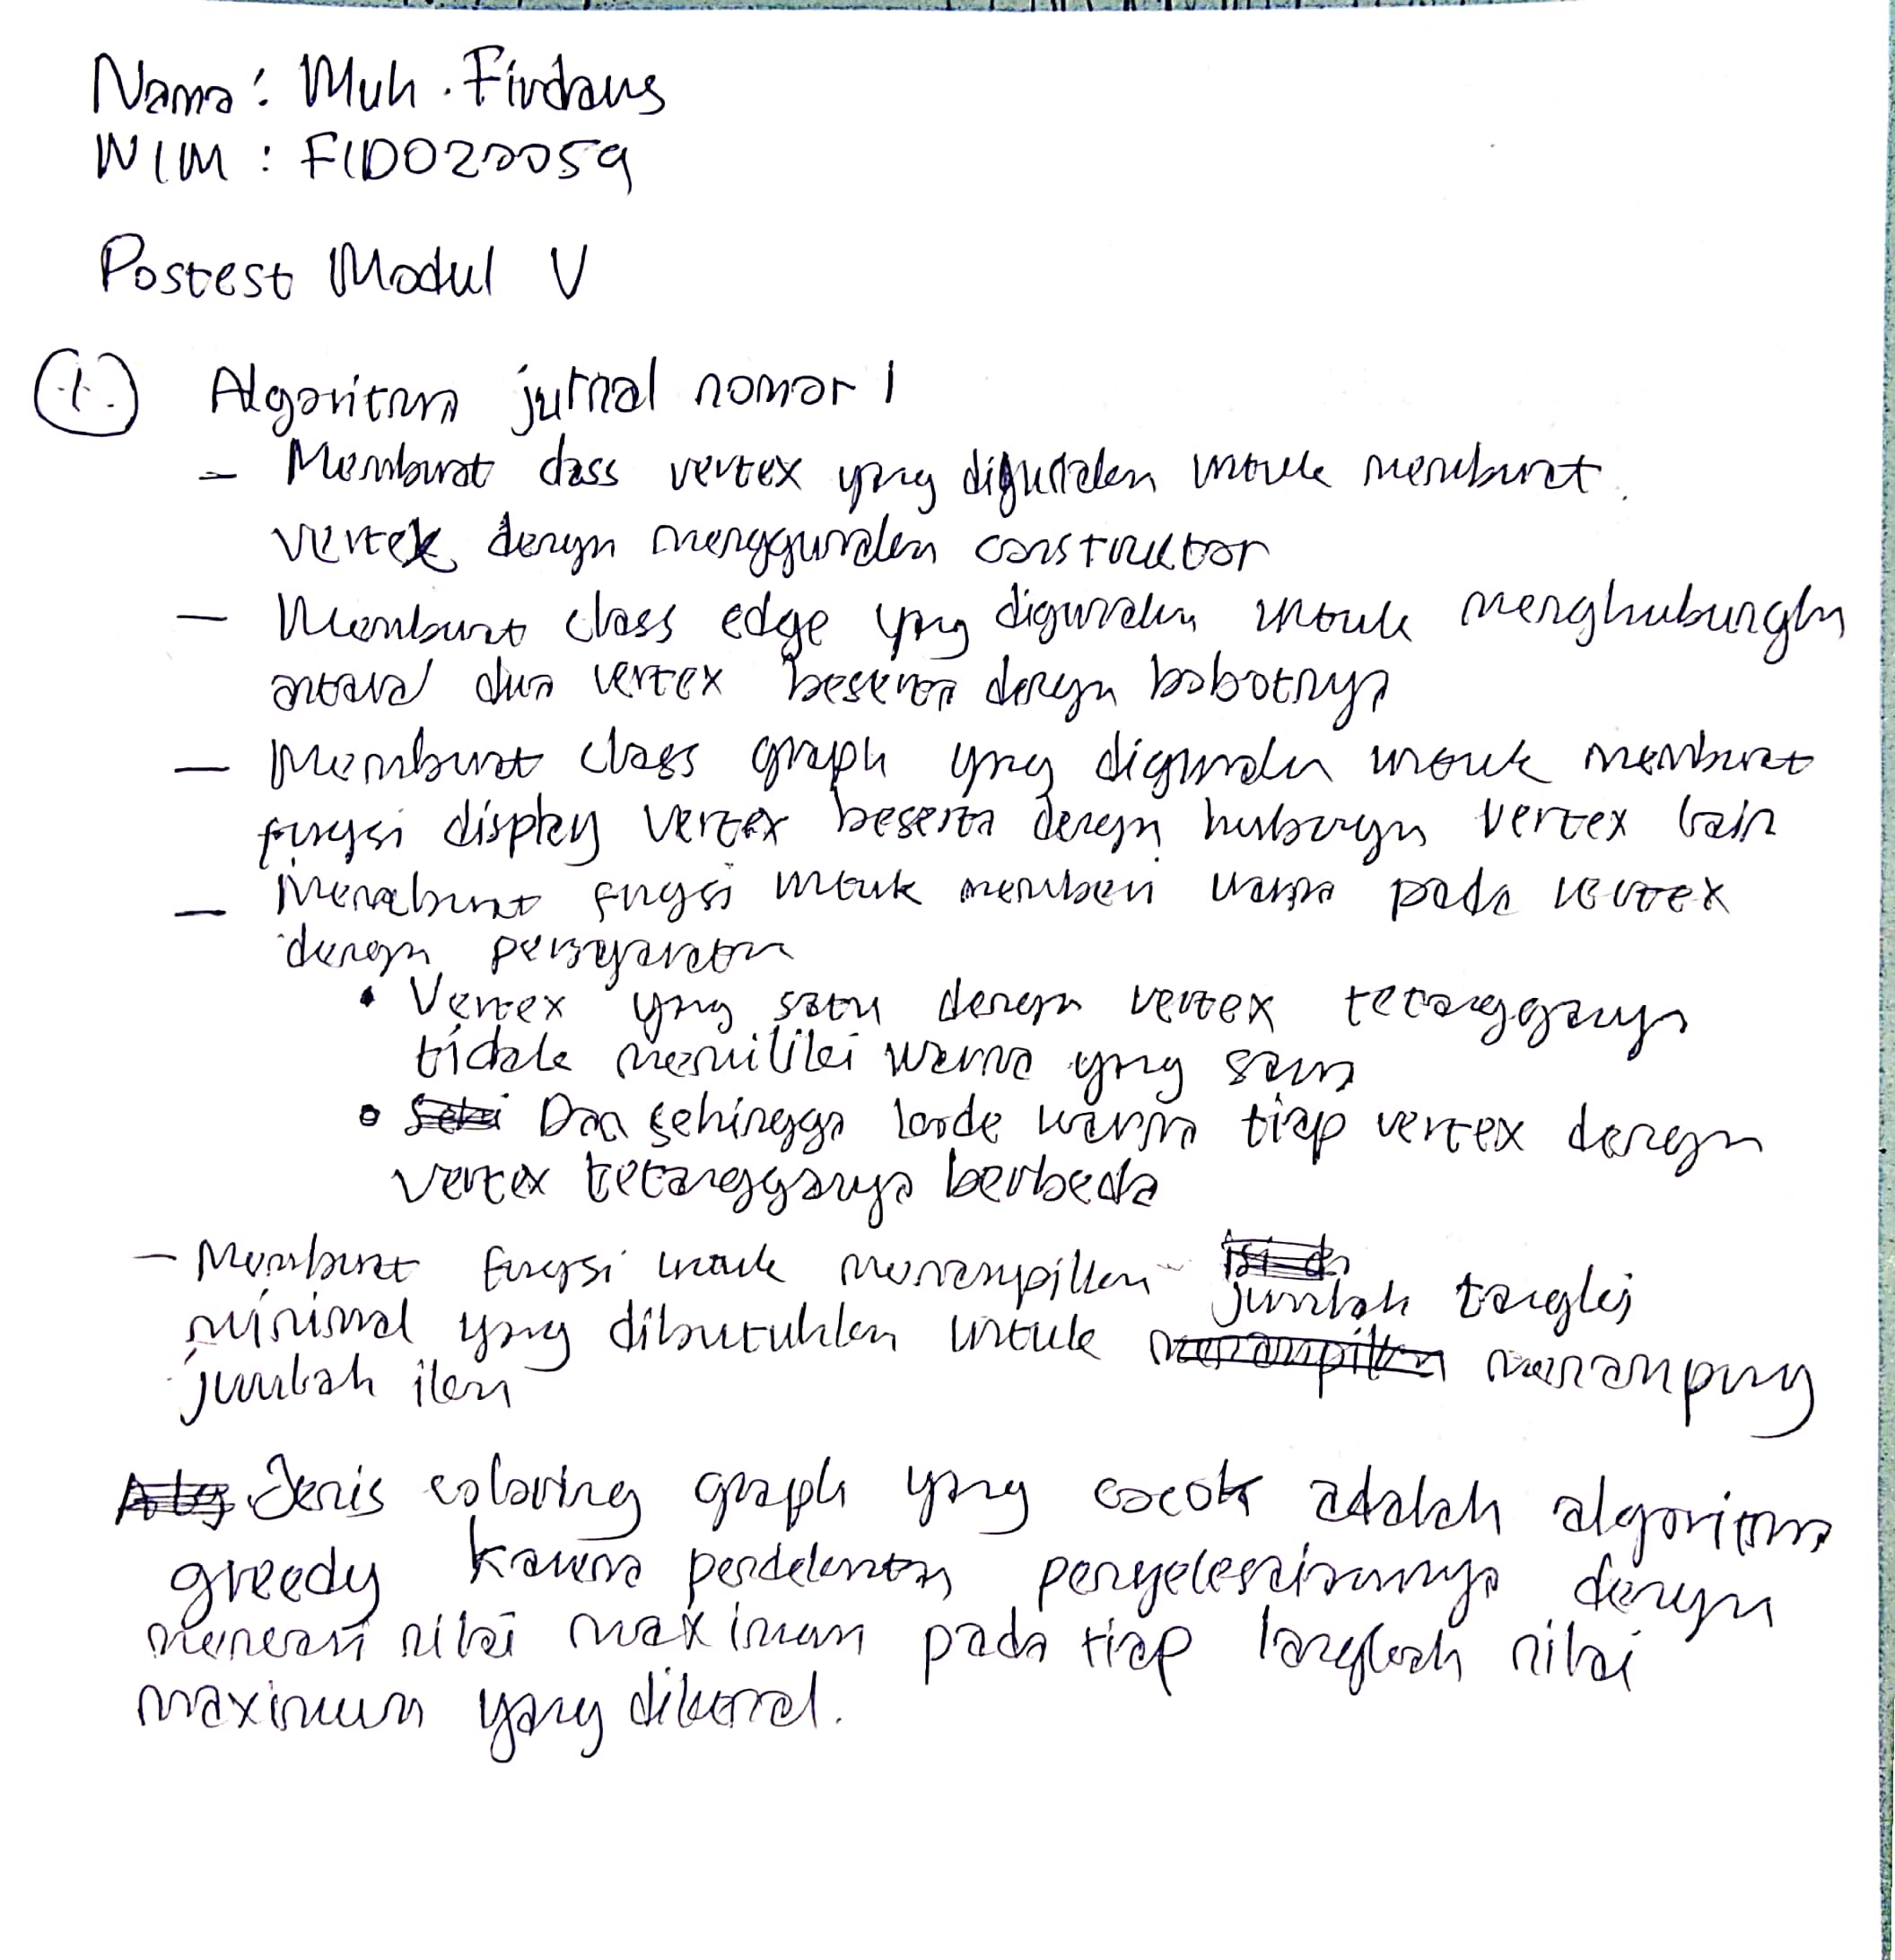 Nama : Muh. Firdaus
NIM : F1D022059
Postest Modul V
1. Algoritma jurnal nomor 1
- Membuat class vertex yang digunakan untuk membuat
vertex dengan menggunakan construktor
- Membuat class edge yang digunakan untuk menghubungkn
antara dua vertex beserta dengan bobotnya
- Membuat class graph yang digunakan untuk membuat
fungsi display vertex beserta dengan hubungn vertex lain
- Membuat fungsi untuk memberi warna pada vertex
dengan persyaratan
• Vertex yang satu dengan vertex tetangganya
tidak memiliki warna yang sama
• Dan sehingga kode warna tiap vertex dengan
vertex tetangganya berbeda
- Membuat fungsi untuk menampilkan jumlah tangki
minimal yang dibutuhkan untuk menampung
jumlah ikan
Jenis coloring graph yang cocok adalah algoritma
greedy karena pendekatan penyelesaiannya dengan
mencari nilai maximum pada tiap langkah nilai
maximum yang dikenal.